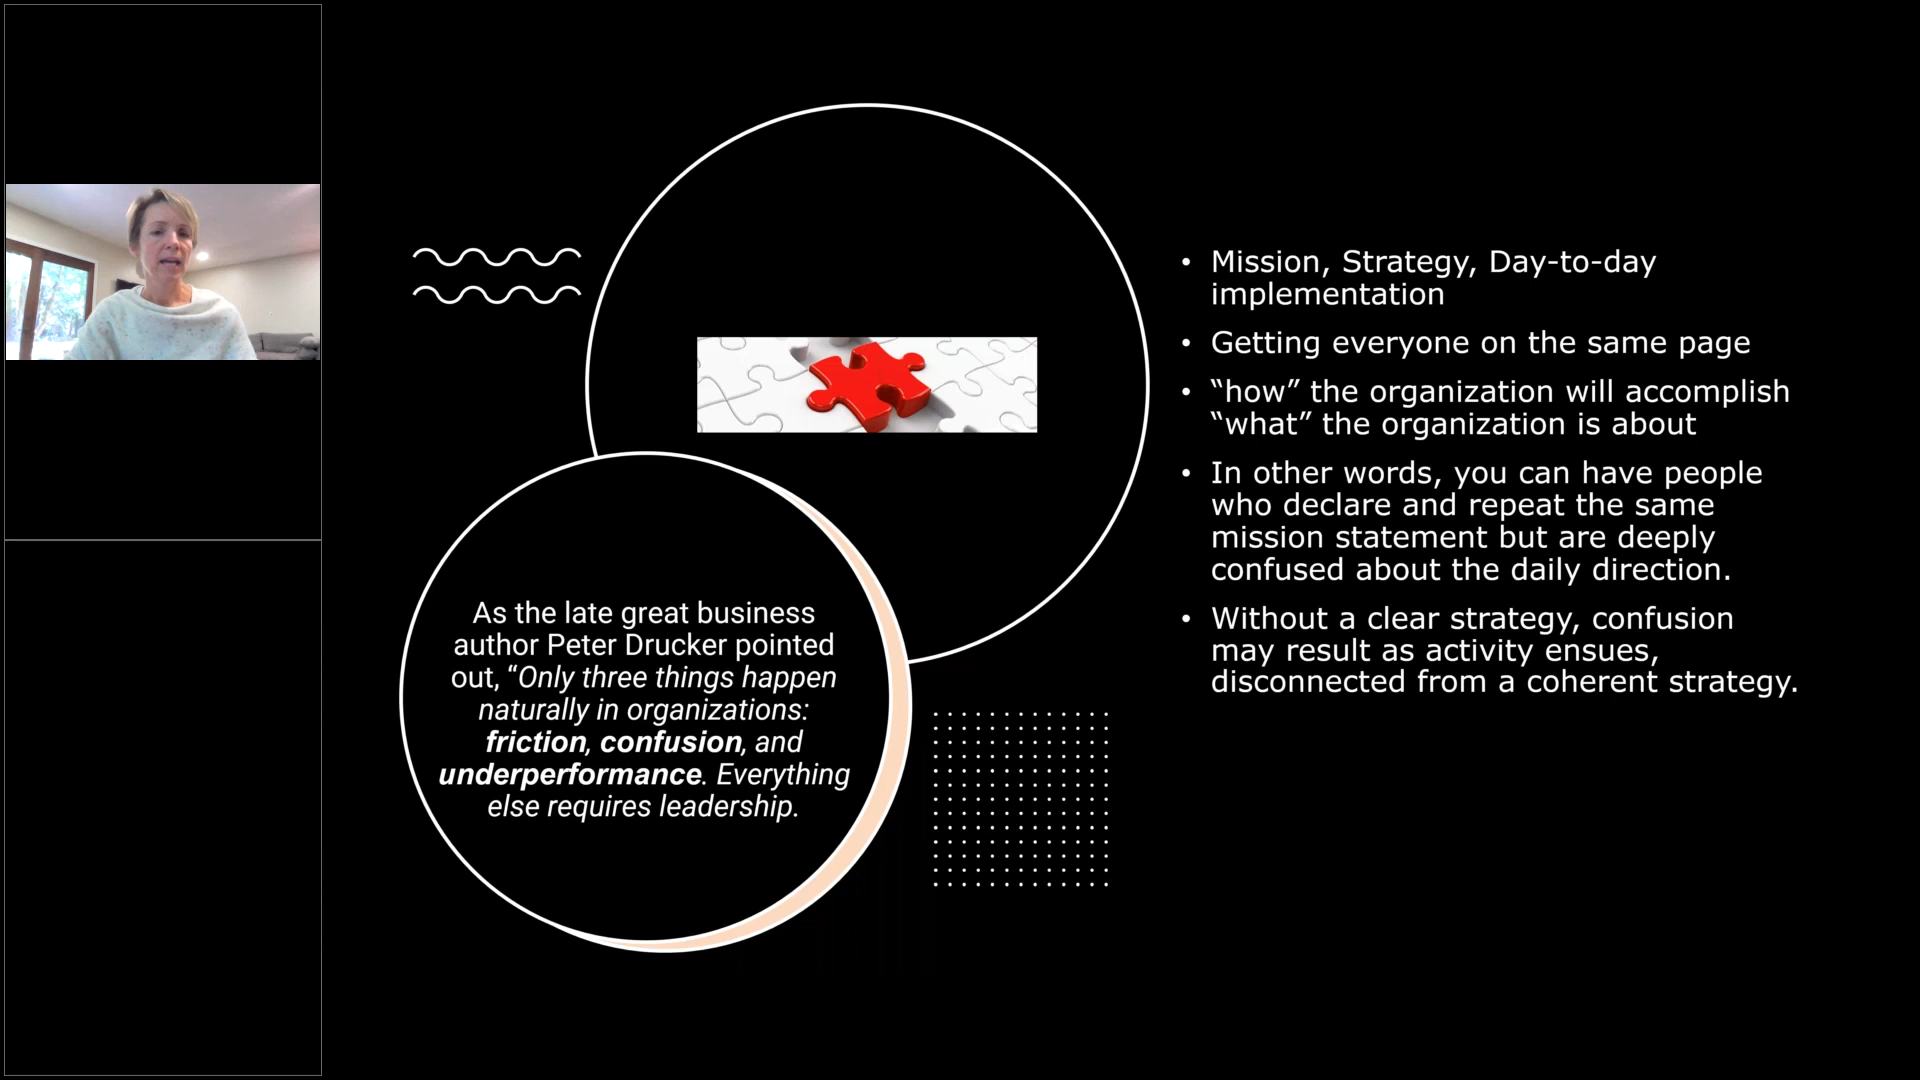 As the late great business
author Peter Drucker pointed
out, “Only three things happen
naturally in organizations:
friction, confusion, and
underperformance. Everything
else requires leadership.
• Mission, Strategy, Day-to-day
implementation
• Getting everyone on the same page
• “how” the organization will accomplish
“what” the organization is about
• In other words, you can have people
who declare and repeat the same
mission statement but are deeply
confused about the daily direction.
• Without a clear strategy, confusion
may result as activity ensues,
disconnected from a coherent strategy.